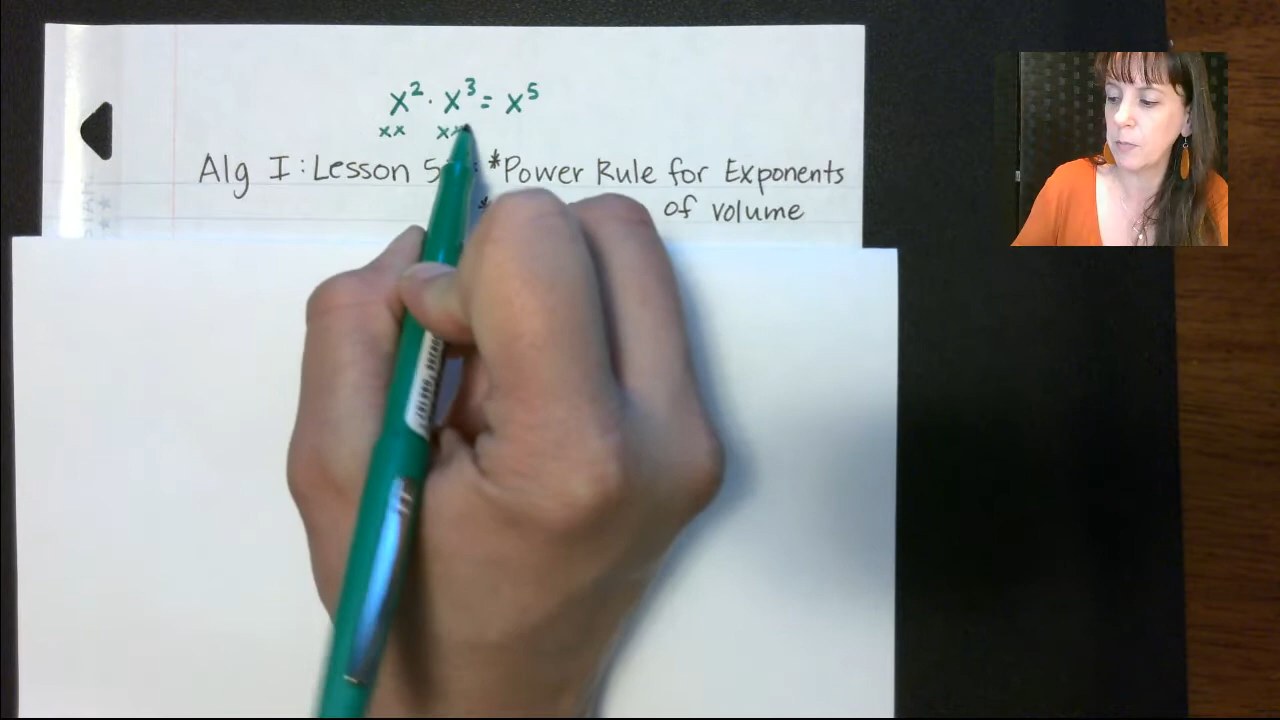 x² · x³ = x⁵
xx xx
Alg I: Lesson 5 : *Power Rule for Exponents
* of volume